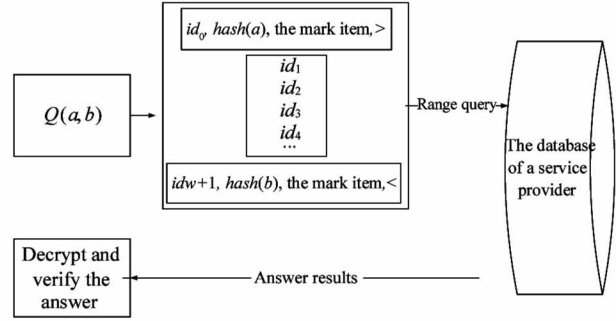 id₀, hash(a), the mark item,>
id₁
id₂
id₃
id₄
...
idw+1, hash(b), the mark item,<
Q(a,b)
Range query
The database
of a service
provider
Decrypt and
verify the
answer
Answer results